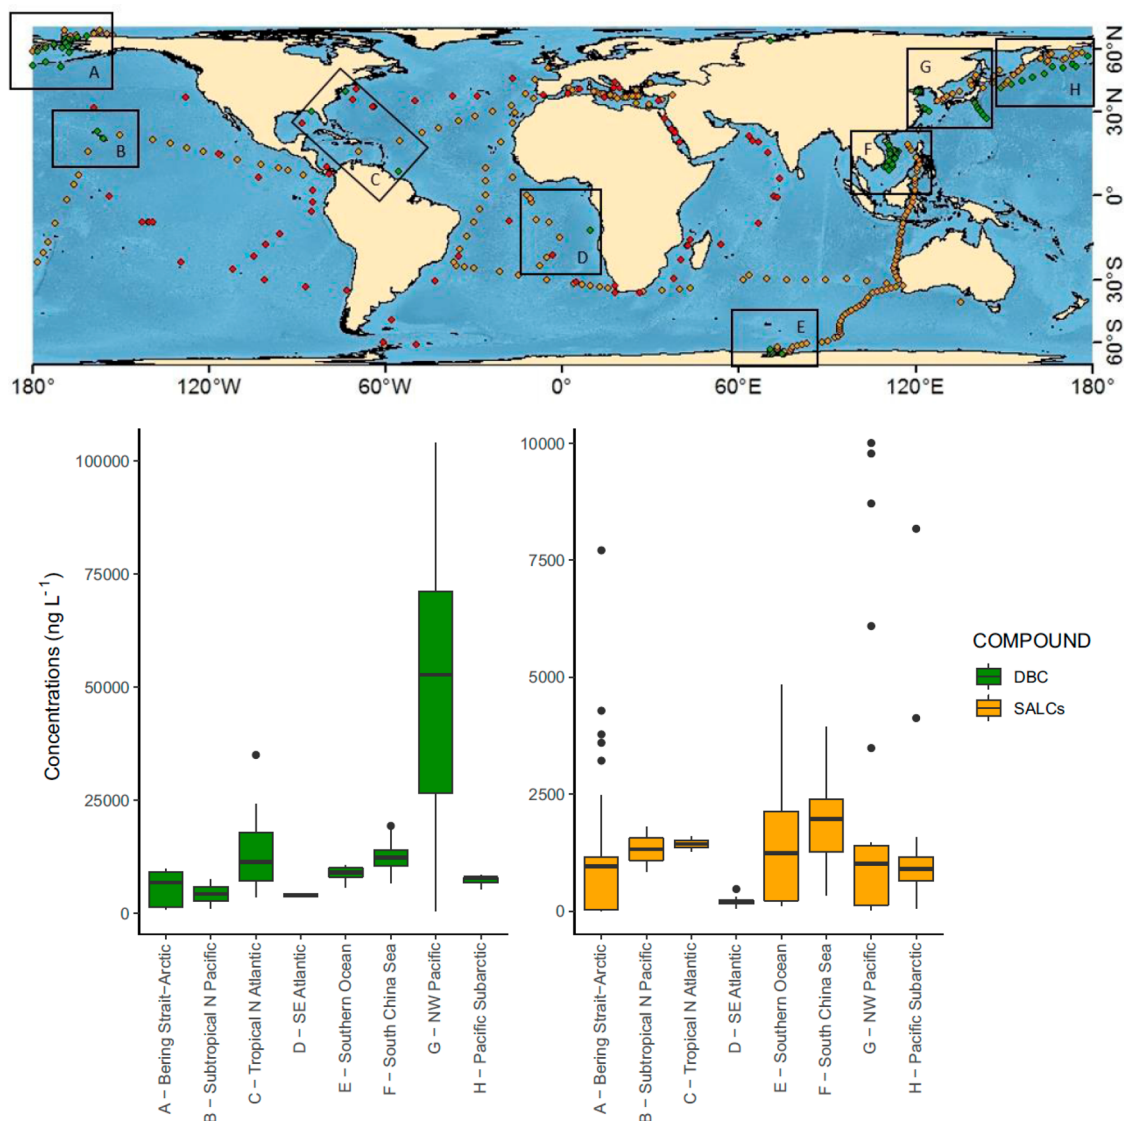 A
B
C
D
E
F
G
H
60°N
30°N
0°
30°S
60°S
180°
120°W
60°W
0°
60°E
120°E
180°
Concentrations (ng L⁻¹)
100000
75000
50000
25000
0
A − Bering Strait−Arctic
B − Subtropical N Pacific
C − Tropical N Atlantic
D − SE Atlantic
E − Southern Ocean
F − South China Sea
G − NW Pacific
H − Pacific Subarctic
10000
7500
5000
2500
0
A − Bering Strait−Arctic
B − Subtropical N Pacific
C − Tropical N Atlantic
D − SE Atlantic
E − Southern Ocean
F − South China Sea
G − NW Pacific
H − Pacific Subarctic
COMPOUND
DBC
SALCs